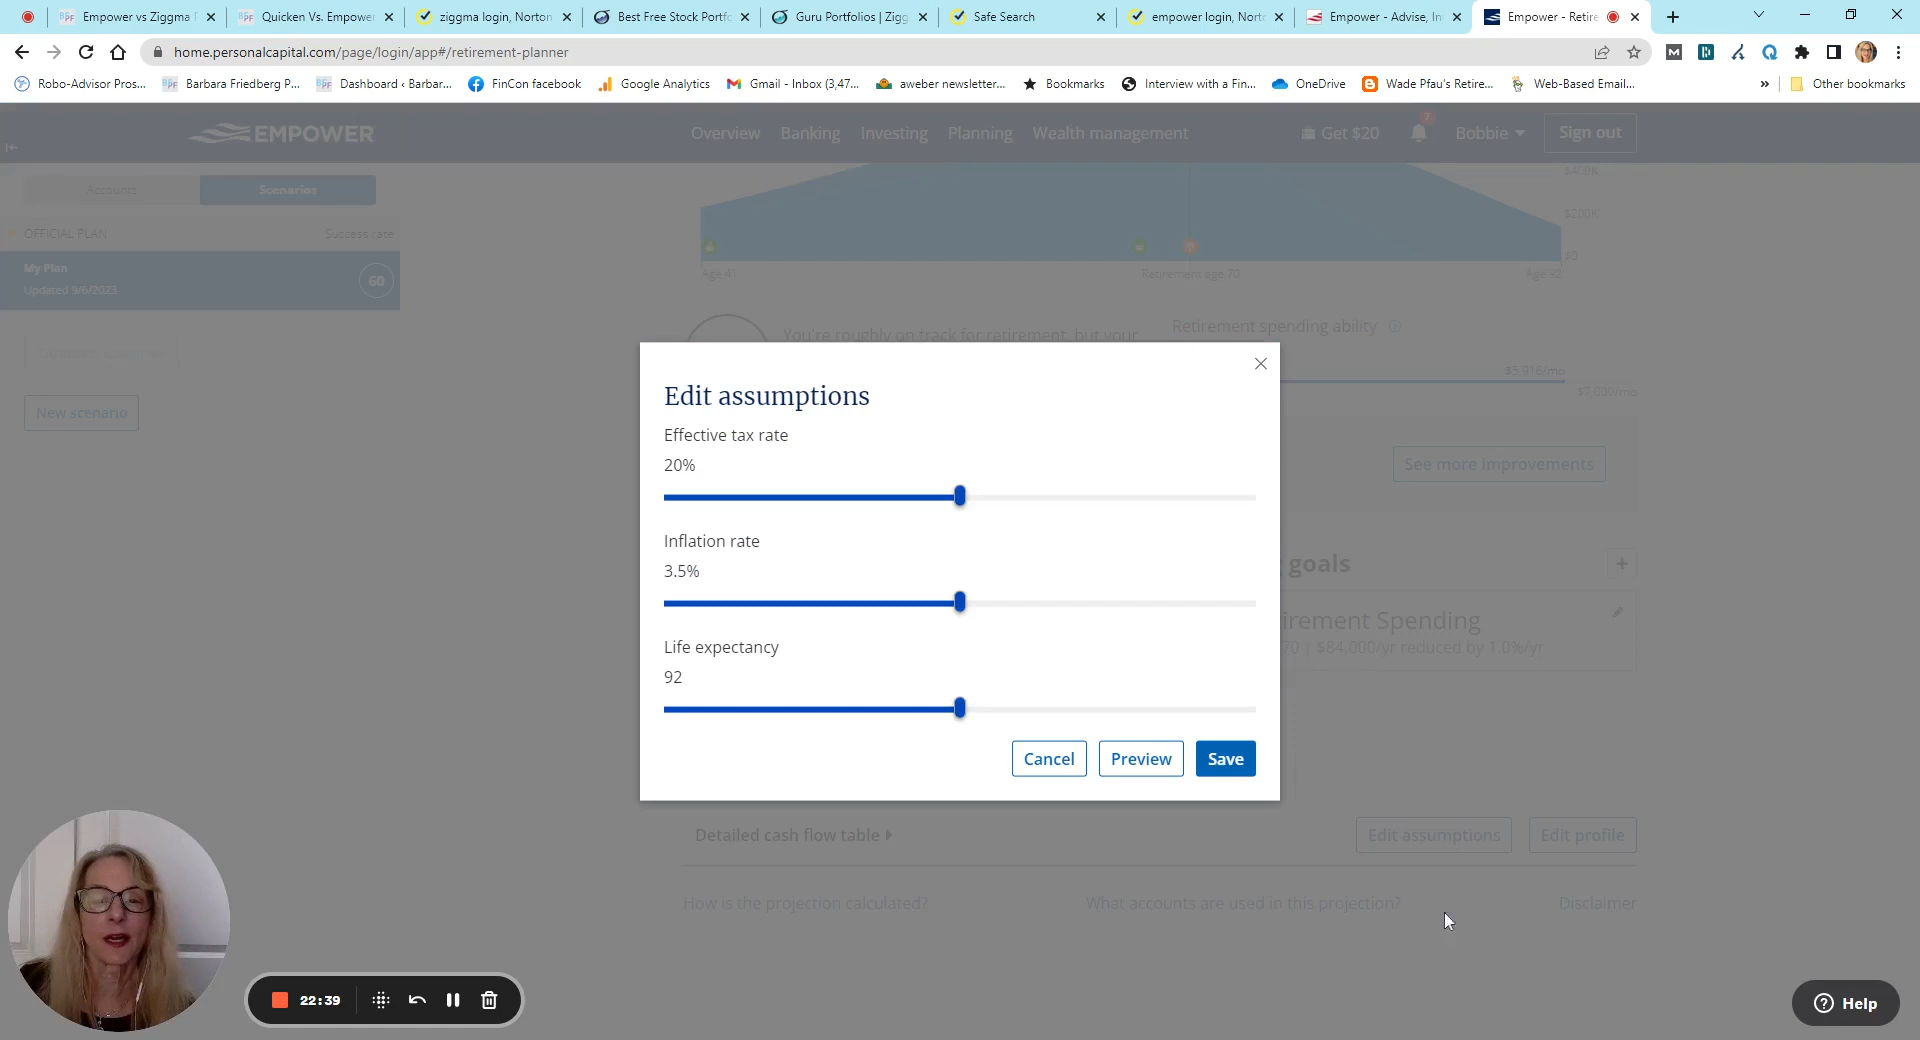 Empower vs Ziggma
Quicken Vs. Empower
ziggma login, Norton
Best Free Stock Portfo
Guru Portfolios | Zigg
Safe Search
empower login, Norto
Empower - Advise, In
Empower - Retire
home.personalcapital.com/page/login/app#/retirement-planner
Robo-Advisor Pros...
Barbara Friedberg P...
Dashboard ‹ Barbar...
FinCon facebook
Google Analytics
Gmail - Inbox (3,47...
aweber newsletter...
Bookmarks
Interview with a Fin...
OneDrive
Wade Pfau's Retire...
Web-Based Email...
»
Other bookmarks
EMPOWER
Overview
Banking
Investing
Planning
Wealth management
Get $20
7
Bobbie
Sign out
Accounts
Scenarios
OFFICIAL PLAN
Success rate
My Plan
Updated 9/6/2023
60
New scenario
$400K
$200K
$0
Age 41
Retirement age 70
Age 92
You're roughly on track for retirement, but your
Retirement spending ability
$5,916/mo
$7,000/mo
See more improvements
goals
irement Spending
70 | $84,000/yr reduced by 1.0%/yr
Edit assumptions
Effective tax rate
20%
Inflation rate
3.5%
Life expectancy
92
Cancel
Preview
Save
Detailed cash flow table
Edit assumptions
Edit profile
How is the projection calculated?
What accounts are used in this projection?
Disclaimer
22:39
Help